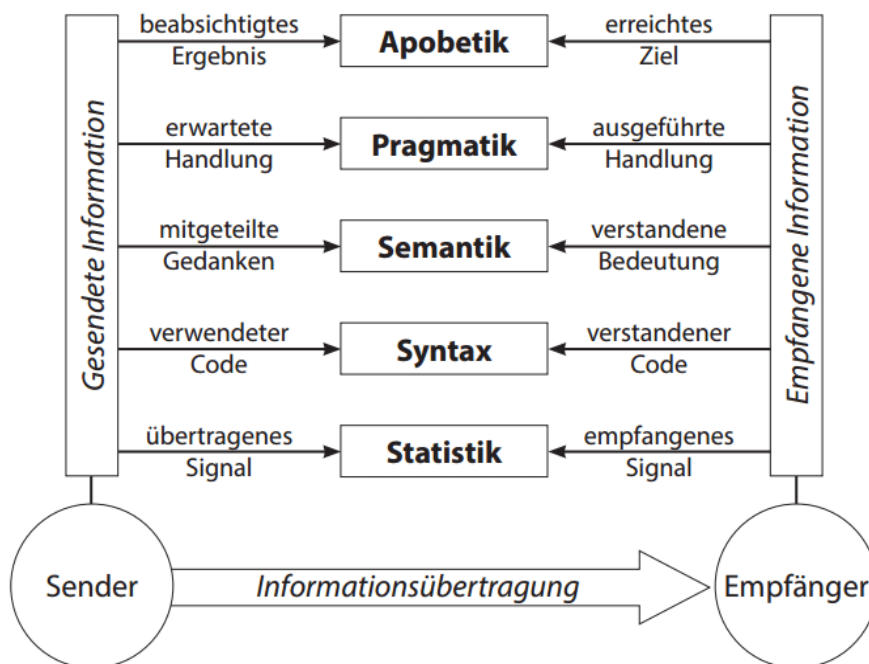 beabsichtigtes
Ergebnis
Apobetik
erreichtes
Ziel
erwartete
Handlung
Pragmatik
ausgeführte
Handlung
mitgeteilte
Gedanken
Semantik
verstandene
Bedeutung
verwendeter
Code
Syntax
verstandener
Code
übertragenes
Signal
Statistik
empfangenes
Signal
Gesendete Information
Empfangene Information
Sender
Informationsübertragung
Empfänger